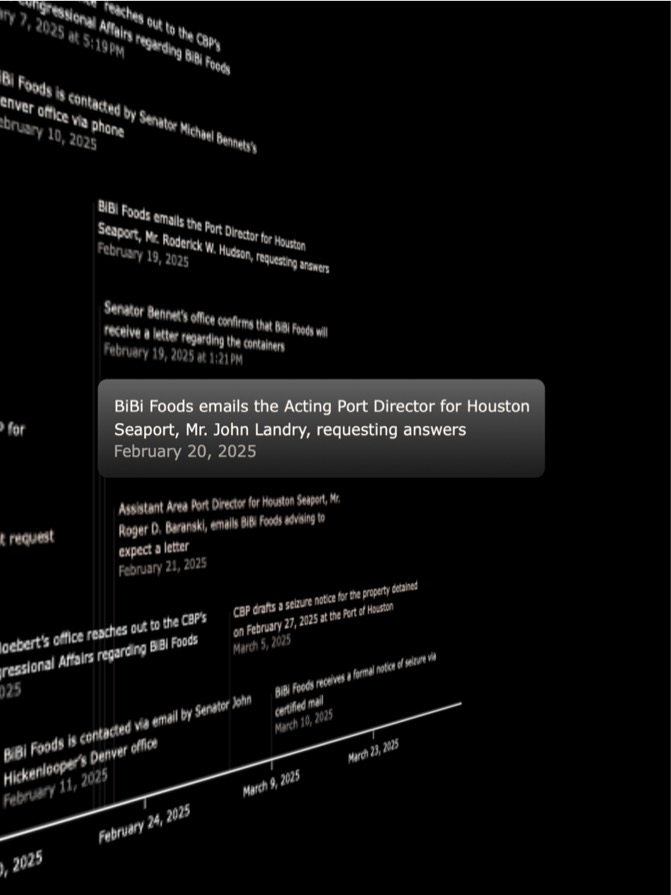 reaches out to the CBP's
Congressional Affairs regarding BiBi Foods
7, 2025 at 5:19 PM
BiBi Foods is contacted by Senator Michael Bennets's
Denver office via phone
February 10, 2025
BiBi Foods emails the Port Director for Houston
Seaport, Mr. Roderick W. Hudson, requesting answers
February 19, 2025
Senator Bennet's office confirms that BiBi Foods will
receive a letter regarding the containers
February 19, 2025 at 1:21 PM
BiBi Foods emails the Acting Port Director for Houston
Seaport, Mr. John Landry, requesting answers
February 20, 2025
for
Assistant Area Port Director for Houston Seaport, Mr.
Roger D. Baranski, emails BiBi Foods advising to
expect a letter
February 21, 2025
request
CBP drafts a seizure notice for the property detained
on February 27, 2025 at the Port of Houston
March 5, 2025
oebert's office reaches out to the CBP's
gressional Affairs regarding BiBi Foods
025
BiBi Foods receives a formal notice of seizure via
certified mail
March 10, 2025
BiBi Foods is contacted via email by Senator John
Hickenlooper's Denver office
February 11, 2025
March 23, 2025
March 9, 2025
February 24, 2025
, 2025